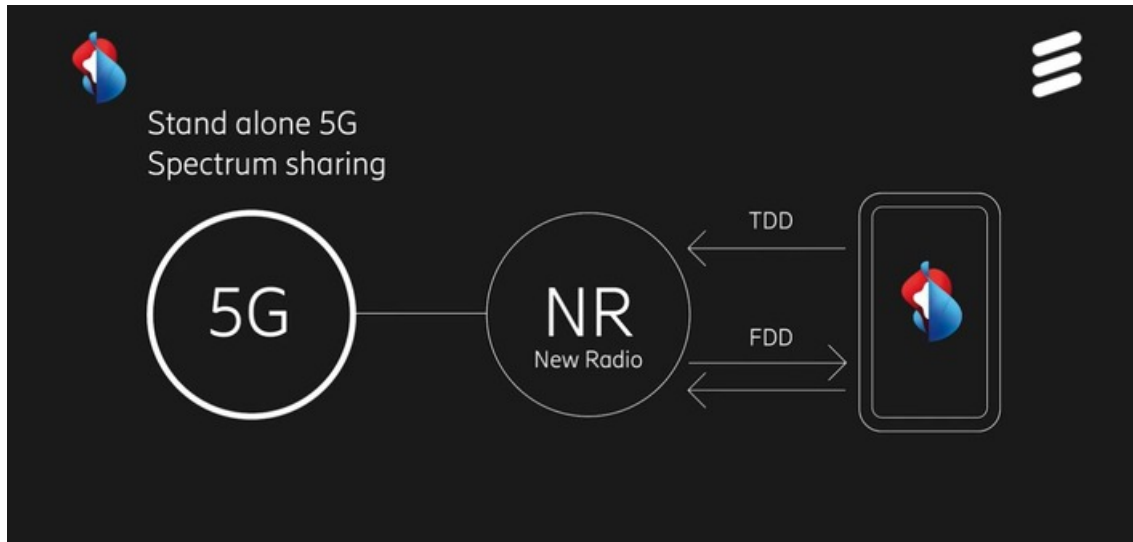 Stand alone 5G
Spectrum sharing
5G
NR
New Radio
TDD
FDD